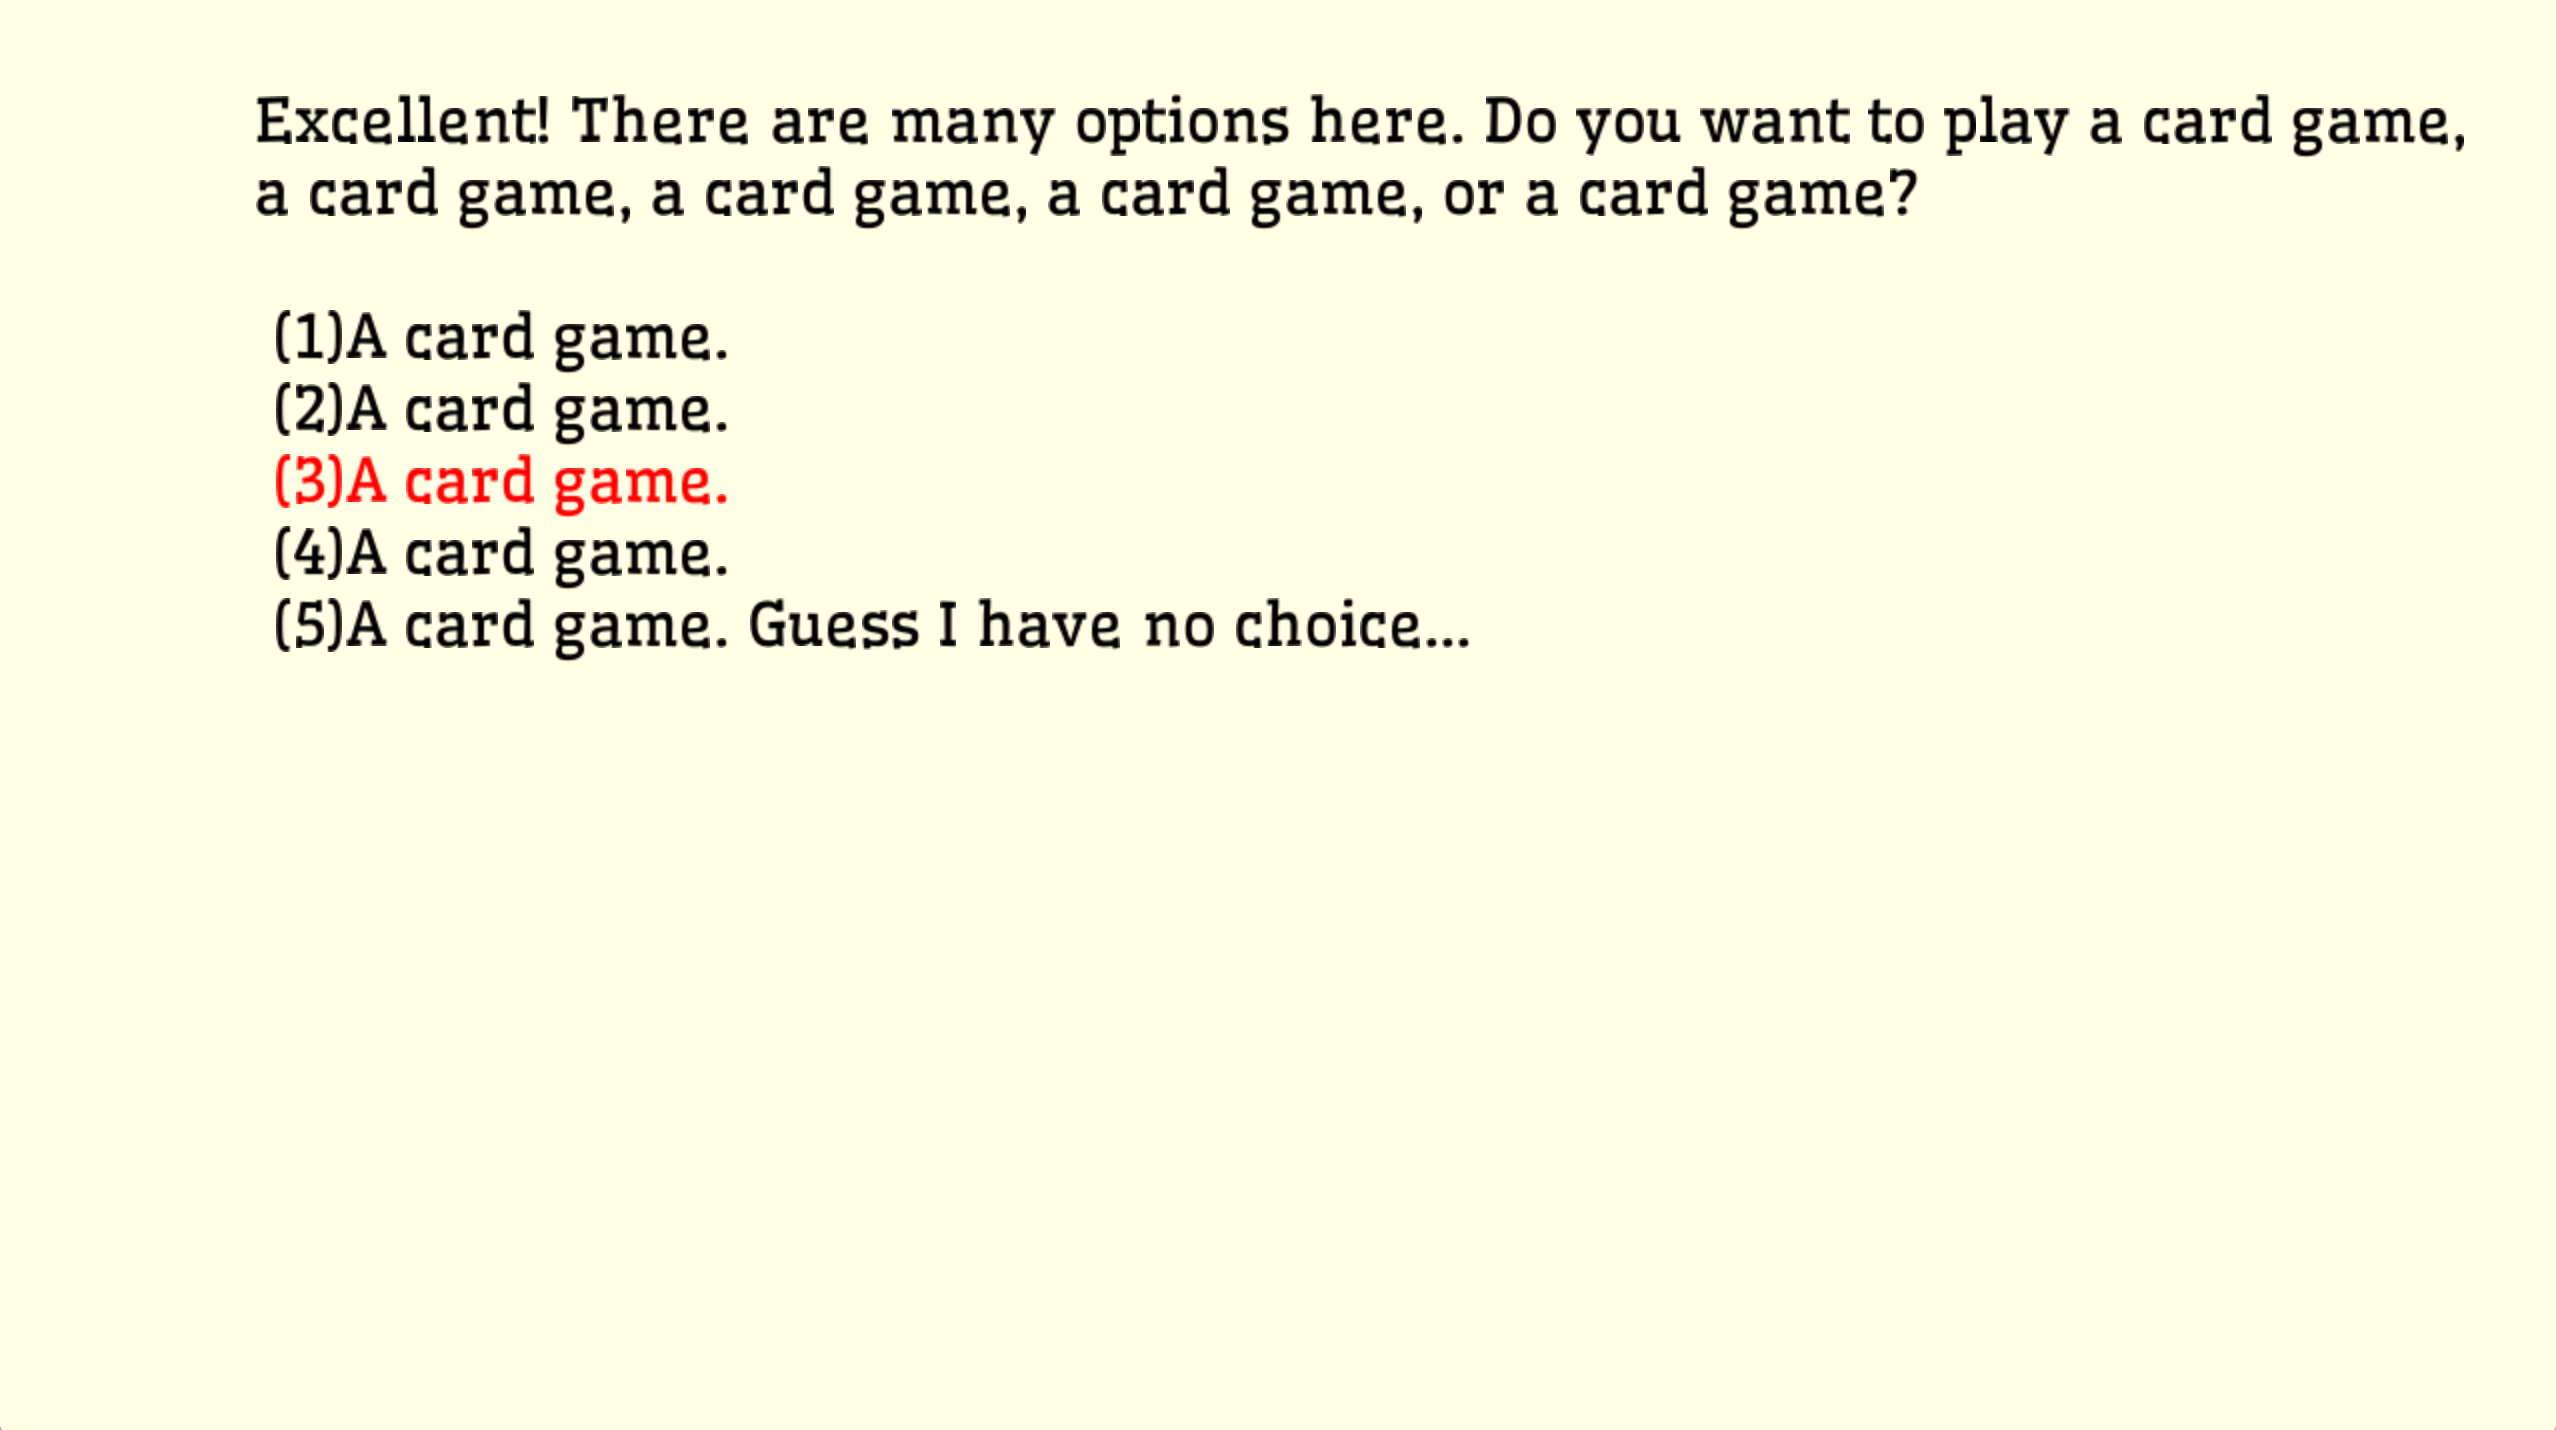 Excellent! There are many options here. Do you want to play a card game,
a card game, a card game, a card game, or a card game?
(1)A card game.
(2)A card game.
(3)A card game.
(4)A card game.
(5)A card game. Guess I have no choice...